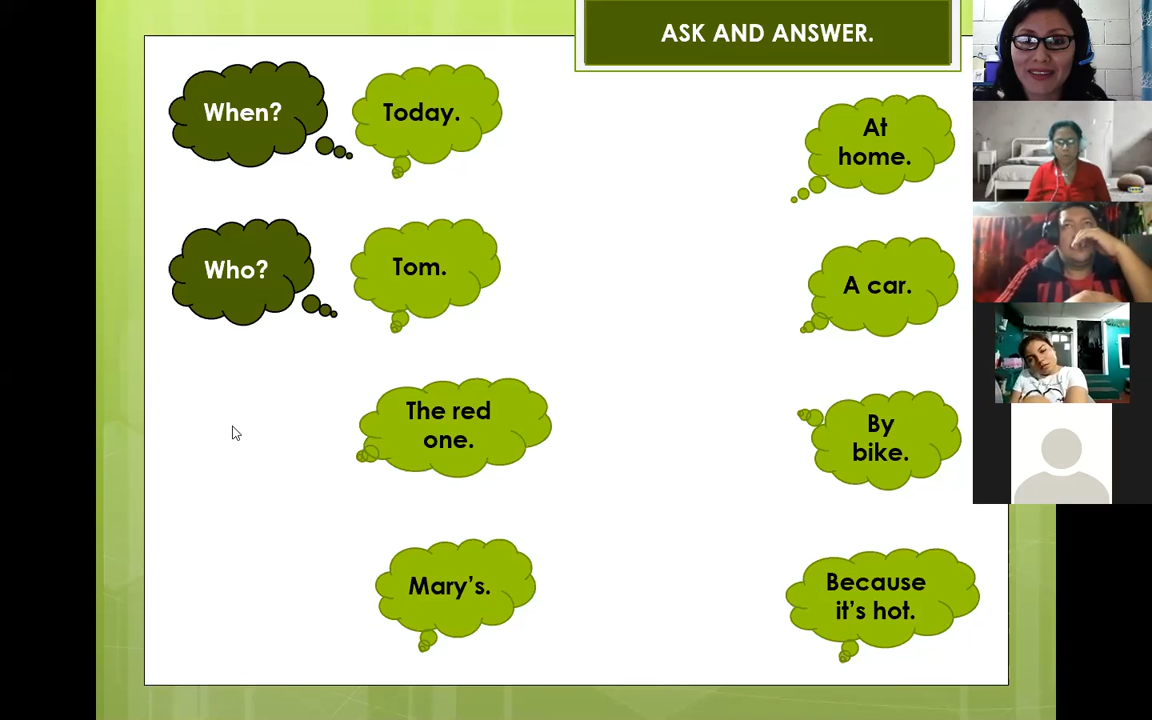 ASK AND ANSWER.
When?
Today.
At
home.
Who?
Tom.
A car.
The red
one.
By
bike.
Mary's.
Because
it's hot.